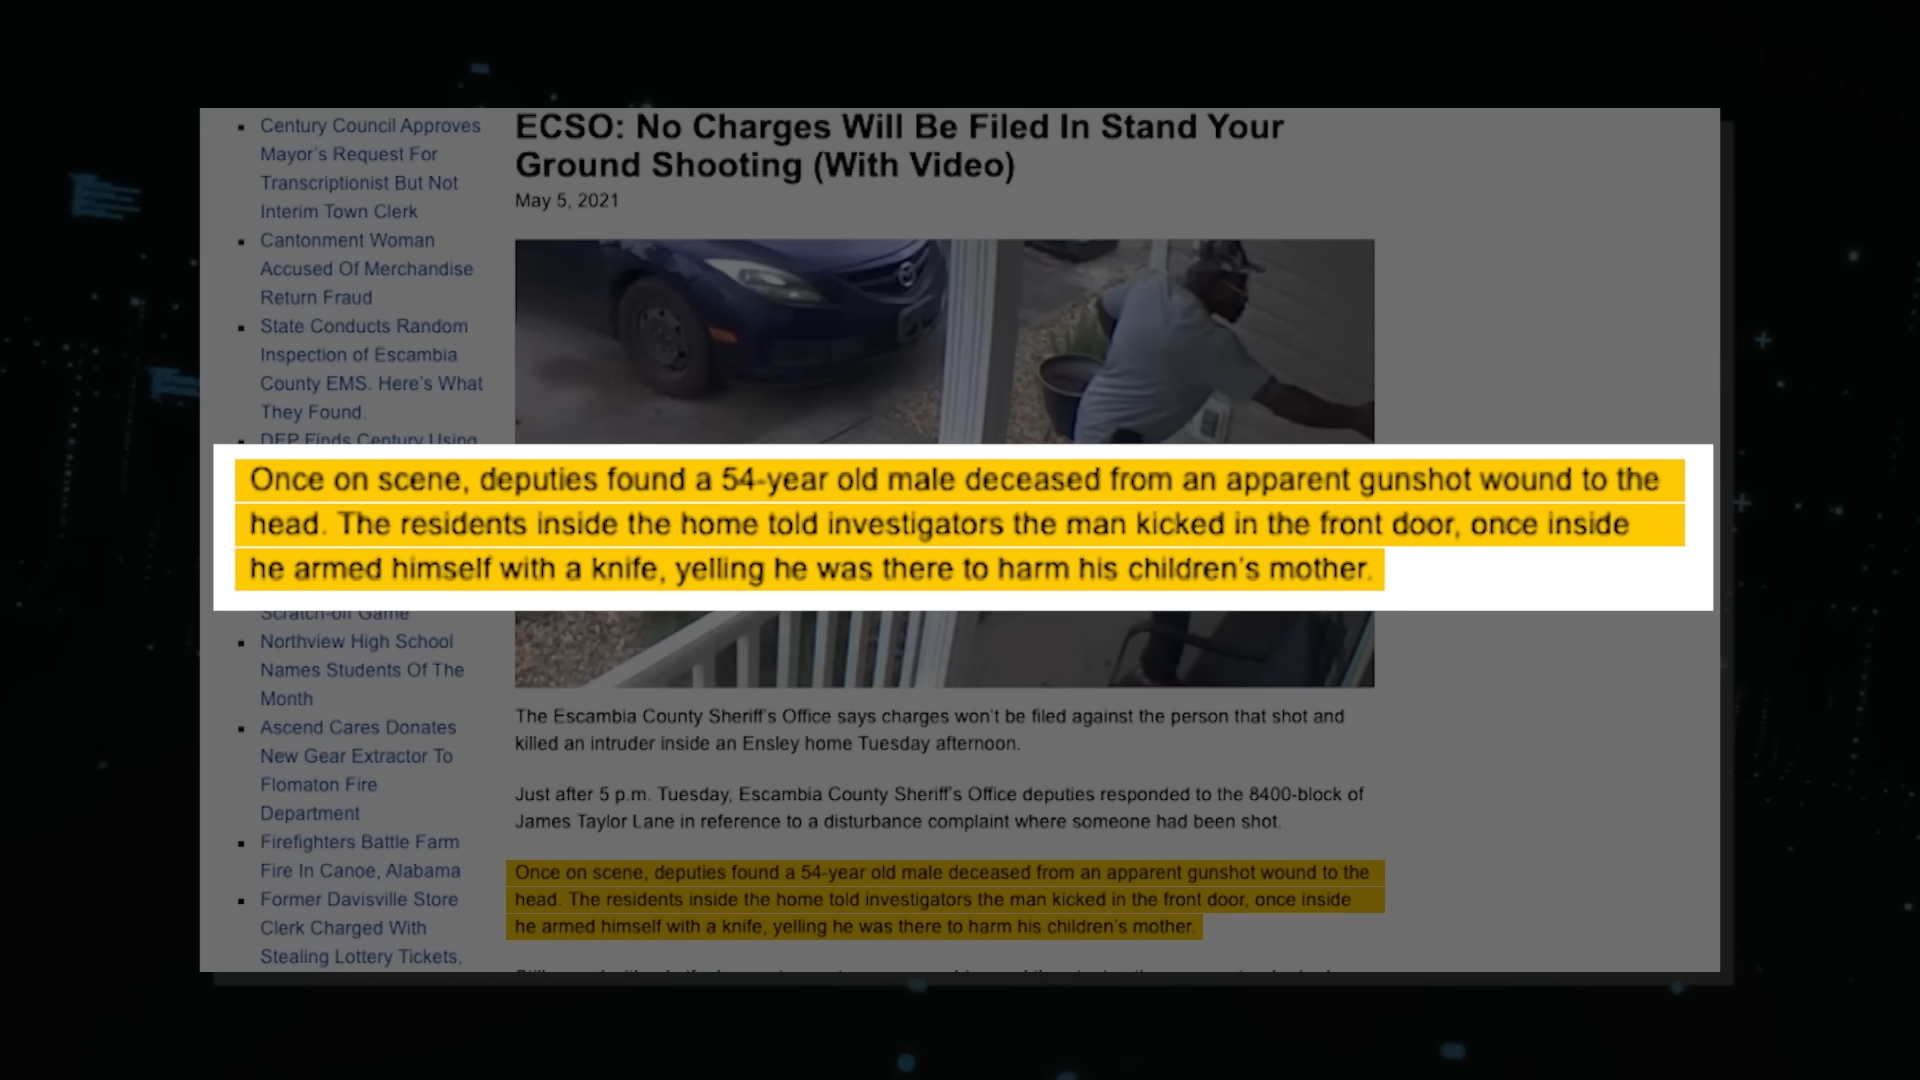 Century Council Approves
Mayor's Request For
Transcriptionist But Not
Interim Town Clerk
Cantonment Woman
Accused Of Merchandise
Return Fraud
State Conducts Random
Inspection of Escambia
County EMS. Here's What
They Found.
DEP Finds Century Using
ECSO: No Charges Will Be Filed In Stand Your
Ground Shooting (With Video)
May 5, 2021
Once on scene, deputies found a 54-year old male deceased from an apparent gunshot wound to the
head. The residents inside the home told investigators the man kicked in the front door, once inside
he armed himself with a knife, yelling he was there to harm his children's mother.
Scratch-off Game
Northview High School
Names Students Of The
Month
Ascend Cares Donates
New Gear Extractor To
Flomaton Fire
Department
Firefighters Battle Farm
Fire In Canoe, Alabama
Former Davisville Store
Clerk Charged With
Stealing Lottery Tickets,
The Escambia County Sheriff's Office says charges won't be filed against the person that shot and
killed an intruder inside an Ensley home Tuesday afternoon.
Just after 5 p.m. Tuesday, Escambia County Sheriff's Office deputies responded to the 8400-block of
James Taylor Lane in reference to a disturbance complaint where someone had been shot.
Once on scene, deputies found a 54-year old male deceased from an apparent gunshot wound to the
head. The residents inside the home told investigators the man kicked in the front door, once inside
he armed himself with a knife, yelling he was there to harm his children's mother.